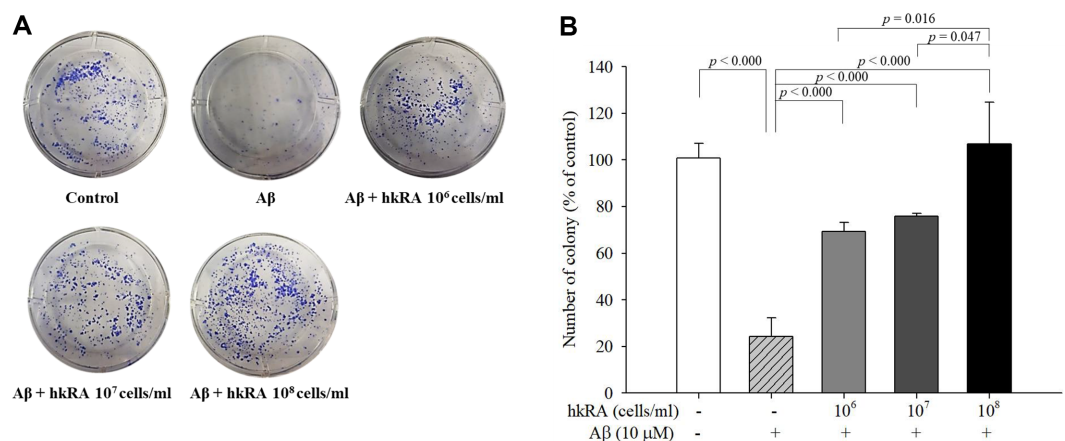 A
Control
Aβ
Aβ + hkRA 10⁶ cells/ml
Aβ + hkRA 10⁷ cells/ml
Aβ + hkRA 10⁸ cells/ml
B
p = 0.016
p = 0.047
p < 0.000
p < 0.000
p < 0.000
p < 0.000
Number of colony (% of control)
140
120
100
80
60
40
20
0
hkRA (cells/ml) - - 10⁶ 10⁷ 10⁸
Aβ (10 µM) - + + + +